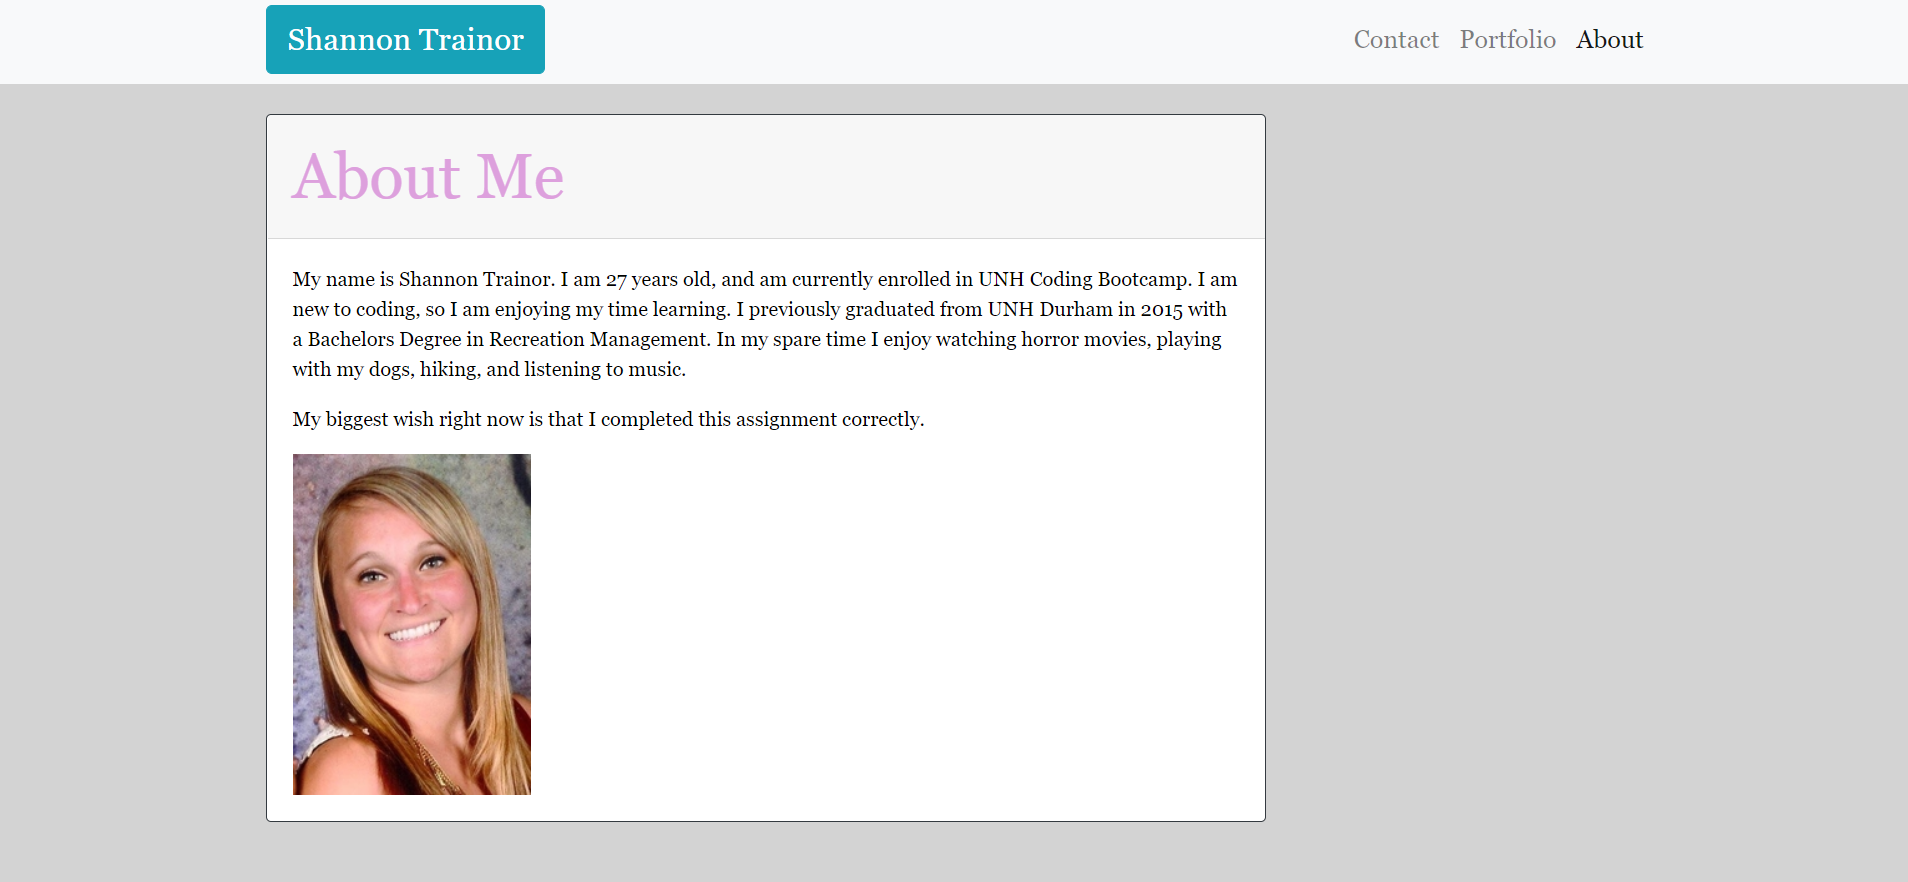 Shannon Trainor
Contact Portfolio About
About Me
My name is Shannon Trainor. I am 27 years old, and am currently enrolled in UNH Coding Bootcamp. I am
new to coding, so I am enjoying my time learning. I previously graduated from UNH Durham in 2015 with
a Bachelors Degree in Recreation Management. In my spare time I enjoy watching horror movies, playing
with my dogs, hiking, and listening to music.
My biggest wish right now is that I completed this assignment correctly.